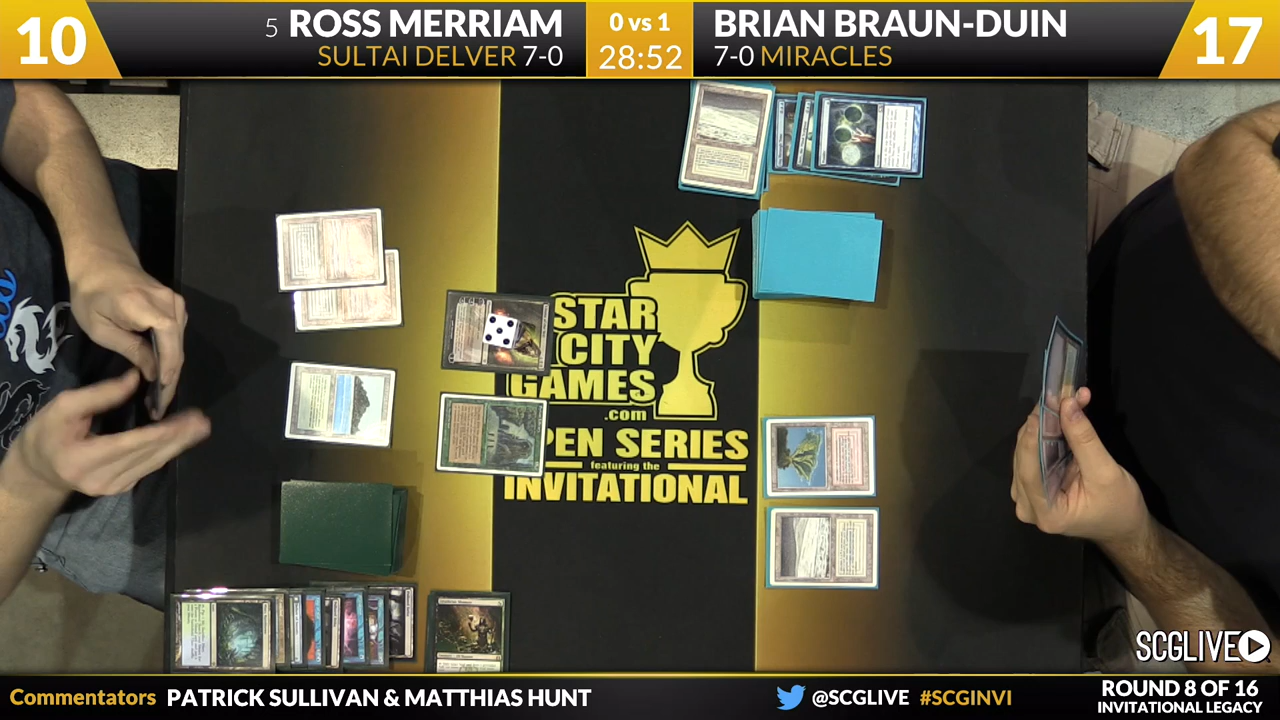 10
5 ROSS MERRIAM
SULTAI DELVER 7-0
0 vs 1
28:52
BRIAN BRAUN-DUIN
7-0 MIRACLES
17
STAR
CITY
GAMES
.com
PEN SERIES
featuring the
INVITATIONAL
SCGLIVE
Commentators PATRICK SULLIVAN & MATTHIAS HUNT
@SCGLIVE #SCGINVI
ROUND 8 OF 16
INVITATIONAL LEGACY